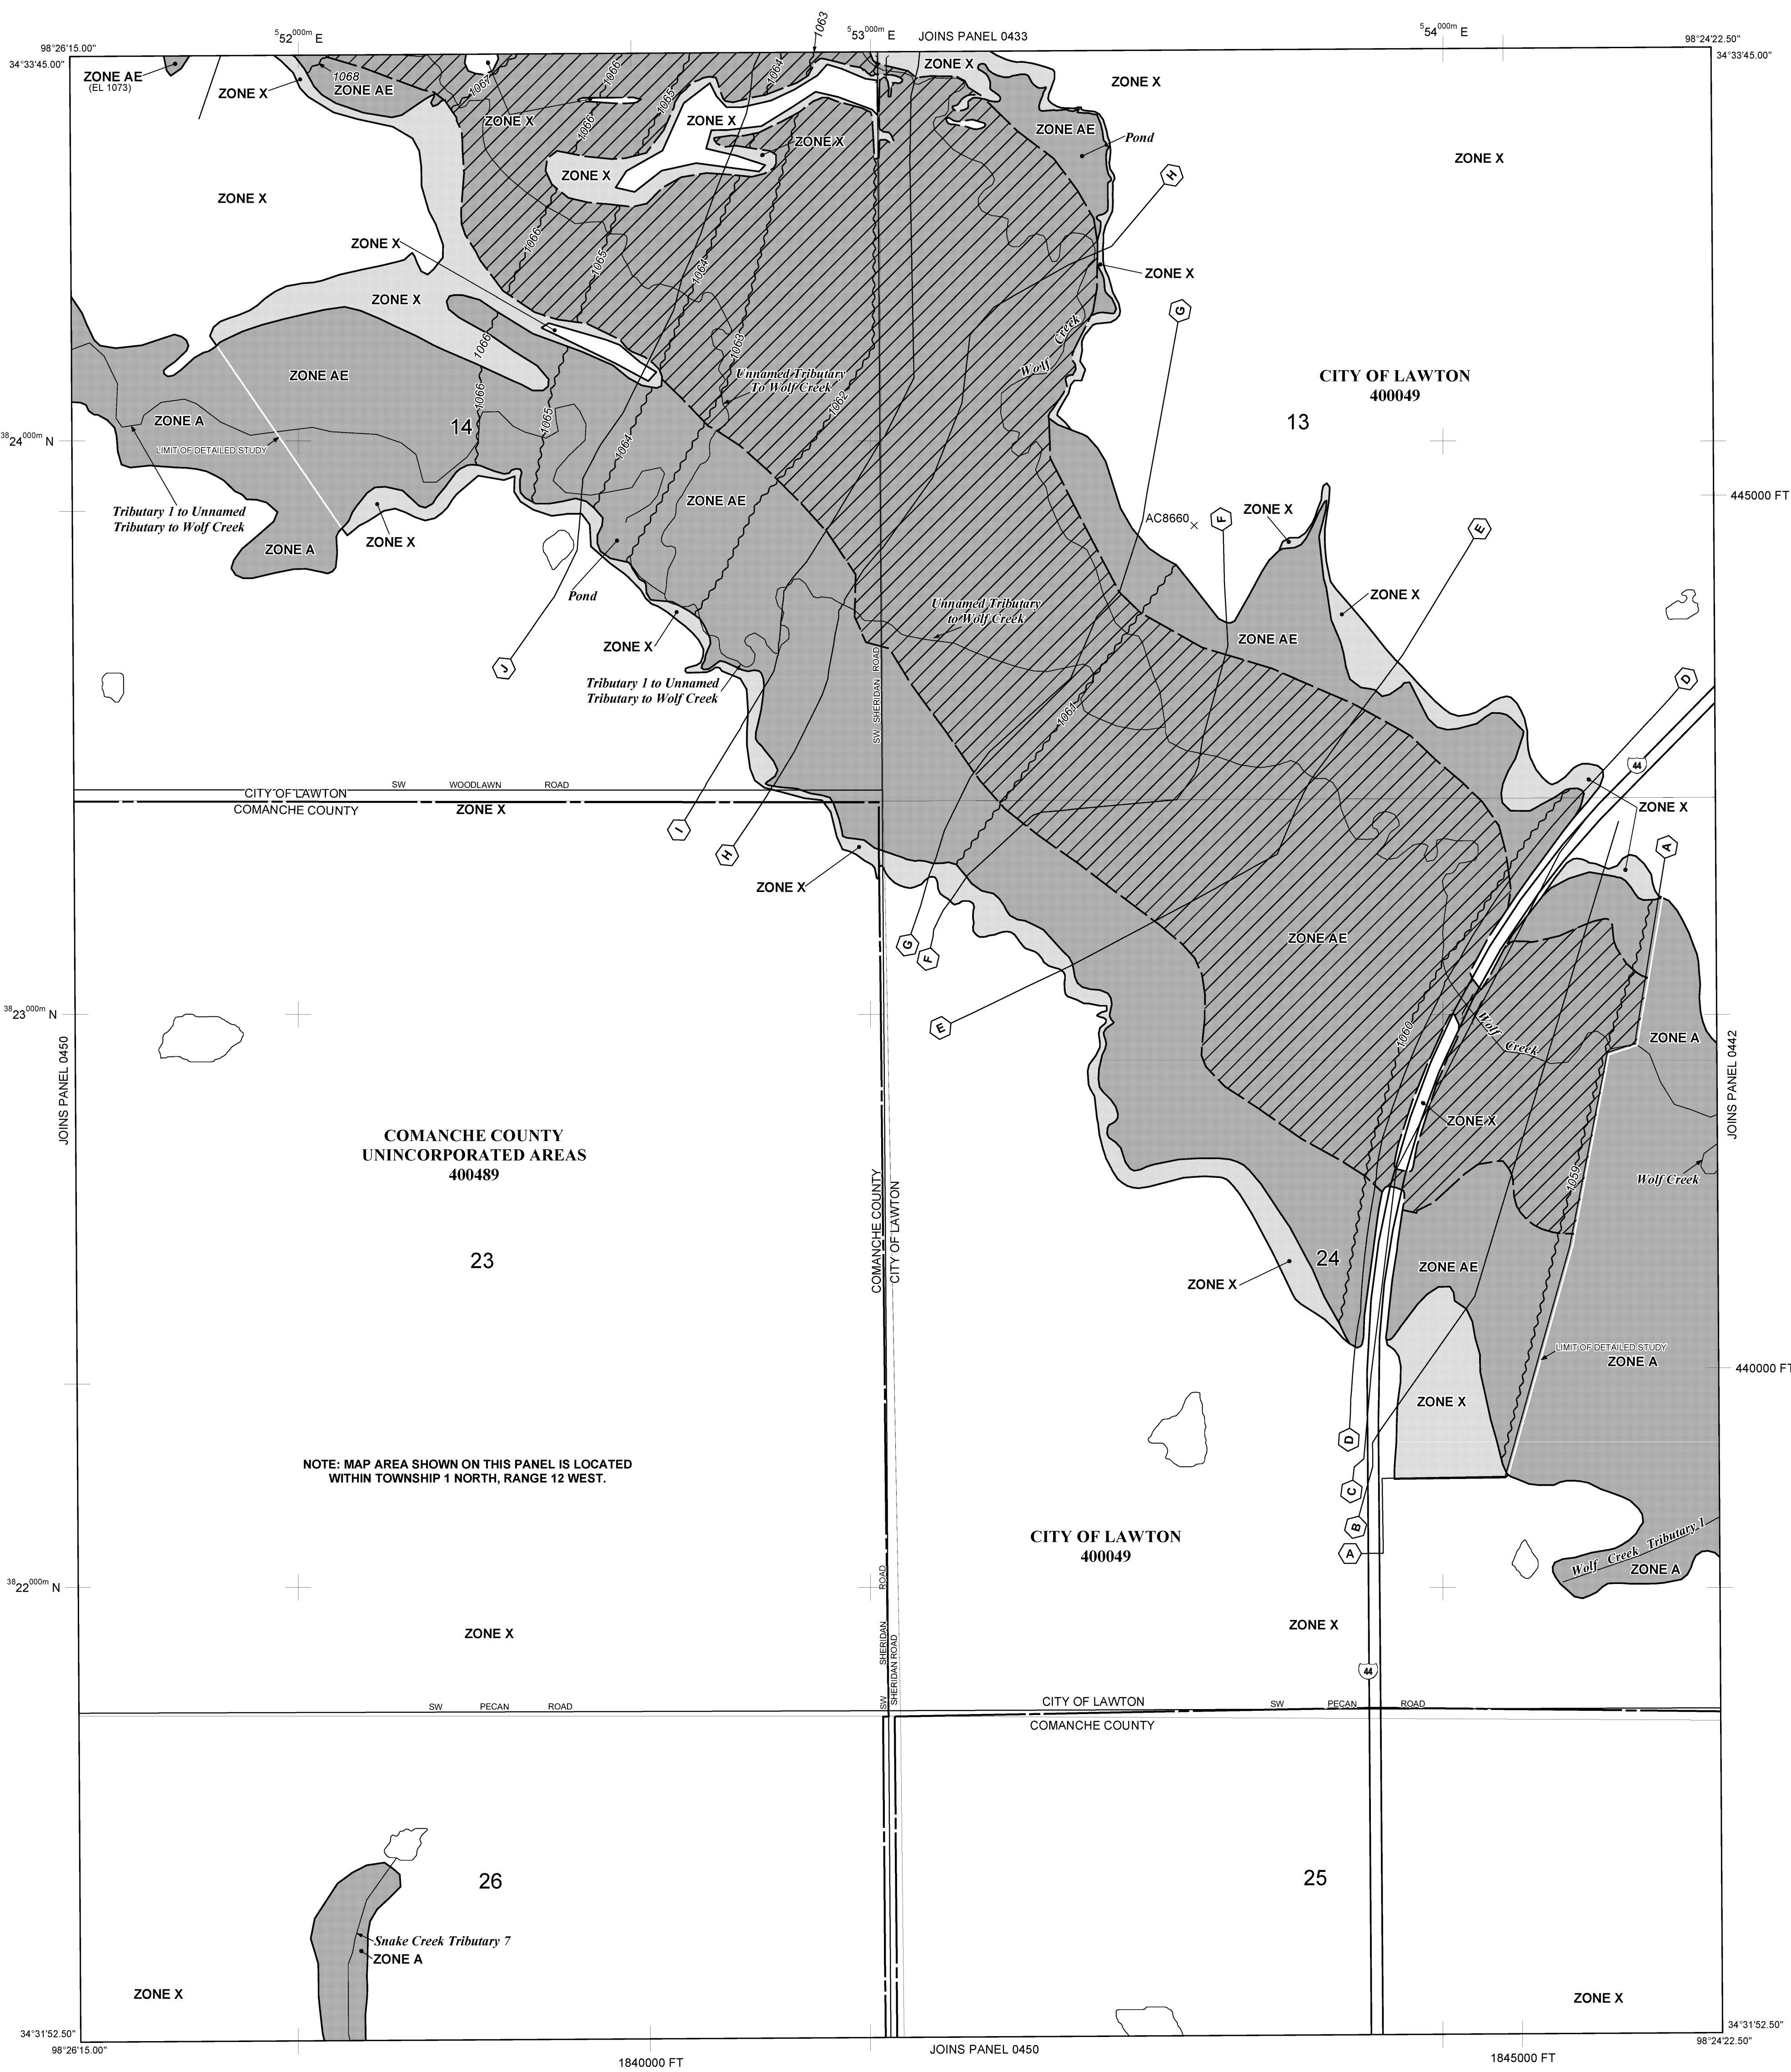 1063
5 52 000m E
5 53 000m E
JOINS PANEL 0433
5 54 000m E
98°26'15.00"
98°24'22.50"
34°33'45.00"
34°33'45.00"
ZONE AE
(EL 1073)
ZONE X
1068
ZONE AE
1067
1066
1064
ZONE X
ZONE X
1065
ZONE X
1066
ZONE X
ZONE X
ZONE AE
Pond
ZONE X
ZONE X
ZONE X
H
ZONE X
1066
1065
1064
ZONE X
ZONE X
G
Wolf Creek
1066
1063
Unnamed Tributary
To Wolf Creek
ZONE AE
1066
1062
CITY OF LAWTON
400049
ZONE A
14
1065
1064
13
38 24 000m N
LIMIT OF DETAILED STUDY
445000 FT
Tributary 1 to Unnamed
Tributary to Wolf Creek
ZONE AE
AC8660
F
ZONE X
E
ZONE X
ZONE A
Pond
ZONE X
Unnamed Tributary
to Wolf Creek
ZONE AE
ZONE X
J
SW SHERIDAN ROAD
Tributary 1 to Unnamed
Tributary to Wolf Creek
1061
D
44
SW WOODLAWN ROAD
CITY OF LAWTON
COMANCHE COUNTY
ZONE X
ZONE X
I
H
A
ZONE X
G
F
ZONE AE
E
38 23 000m N
1060
Wolf Creek
ZONE A
JOINS PANEL 0450
JOINS PANEL 0442
ZONE X
COMANCHE COUNTY
UNINCORPORATED AREAS
400489
1059
Wolf Creek
COMANCHE COUNTY
CITY OF LAWTON
23
24
ZONE AE
ZONE X
LIMIT OF DETAILED STUDY
ZONE A
440000 FT
ZONE X
D
NOTE: MAP AREA SHOWN ON THIS PANEL IS LOCATED
WITHIN TOWNSHIP 1 NORTH, RANGE 12 WEST.
C
B
A
CITY OF LAWTON
400049
Wolf Creek Tributary 1
ZONE A
38 22 000m N
SW SHERIDAN ROAD
SHERIDAN ROAD
ZONE X
ZONE X
44
SW PECAN ROAD
CITY OF LAWTON
SW PECAN ROAD
COMANCHE COUNTY
26
25
Snake Creek Tributary 7
ZONE A
ZONE X
ZONE X
34°31'52.50"
34°31'52.50"
98°26'15.00"
98°24'22.50"
1840000 FT
JOINS PANEL 0450
1845000 FT